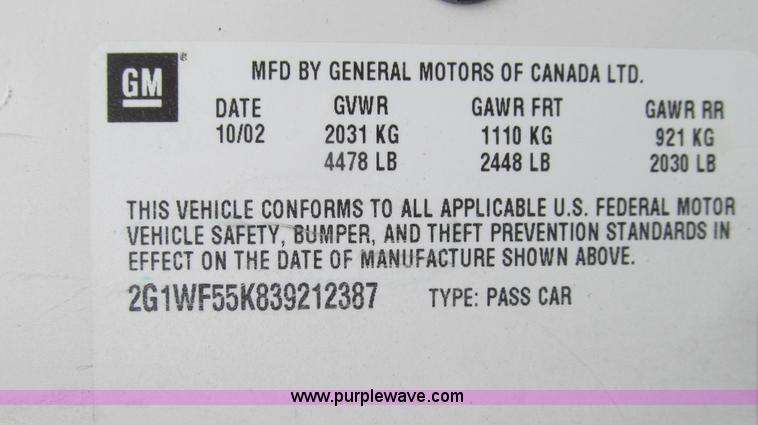 GM ®
MFD BY GENERAL MOTORS OF CANADA LTD.
DATE GVWR GAWR FRT GAWR RR
10/02 2031 KG 1110 KG 921 KG
4478 LB 2448 LB 2030 LB
THIS VEHICLE CONFORMS TO ALL APPLICABLE U.S. FEDERAL MOTOR
VEHICLE SAFETY, BUMPER, AND THEFT PREVENTION STANDARDS IN
EFFECT ON THE DATE OF MANUFACTURE SHOWN ABOVE.
2G1WF55K839212387 TYPE: PASS CAR
www.purplewave.com